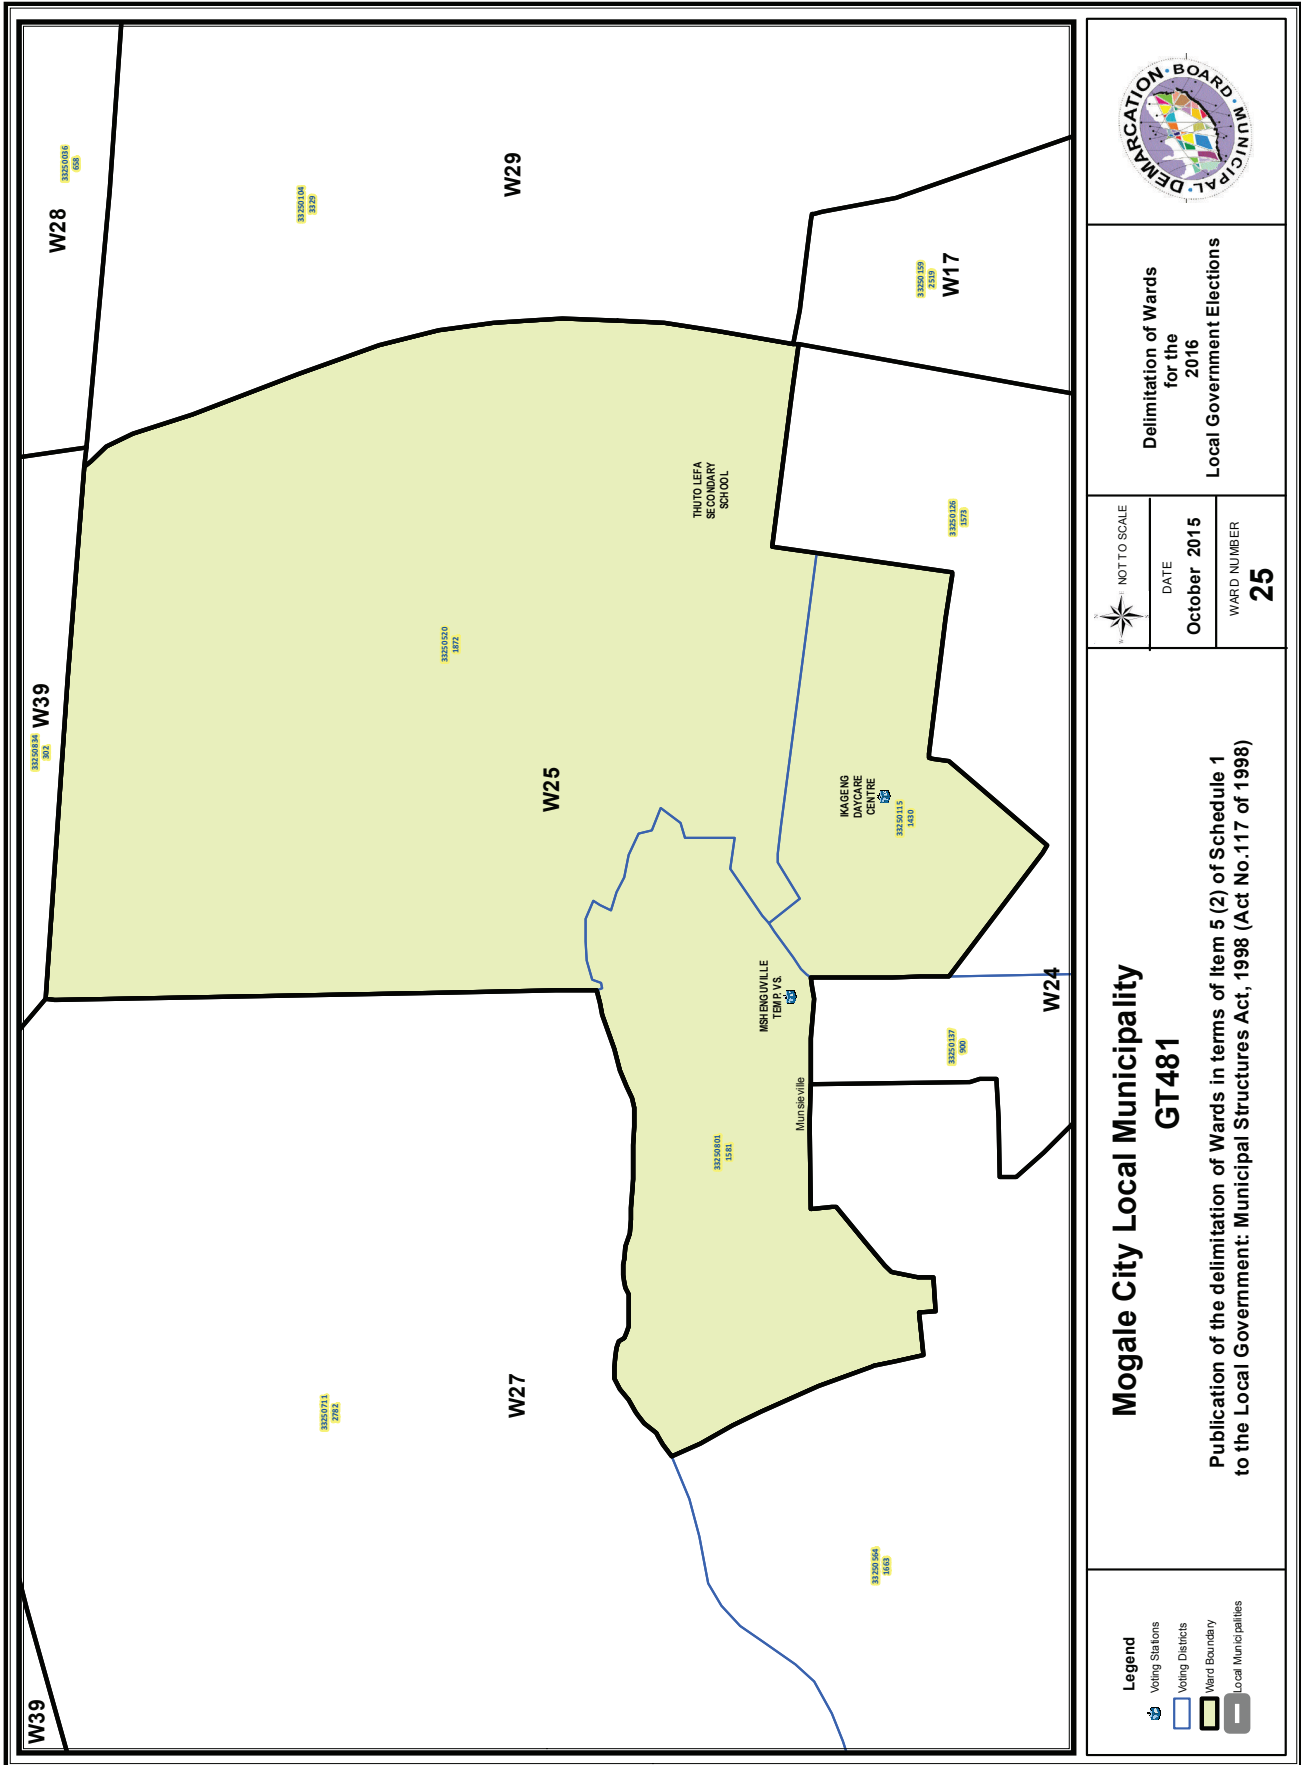 W39
33250711
2782
W27
33250564
1663
33250834
302
W39
W28
33250036
658
33250104
3329
W29
33250520
1872
W25
THUTO LEFA
SECONDARY
SCHOOL
33250159
2519
W17
33250126
1573
IKAGENG
DAYCARE
CENTRE
33250115
1430
MSHENGUVILLE
TEMP. VS.
33250801
1581
Munsieville
33250137
900
W24
Legend
Voting Stations
Voting Districts
Ward Boundary
Local Municipalities
Mogale City Local Municipality
GT481
Publication of the delimitation of Wards in terms of Item 5 (2) of Schedule 1
to the Local Government: Municipal Structures Act, 1998 (Act No.117 of 1998)
N
W
E
S
NOT TO SCALE
DATE
October 2015
WARD NUMBER
25
Delimitation of Wards
for the
2016
Local Government Elections
MUNICIPAL • DEMARCATION • BOARD •